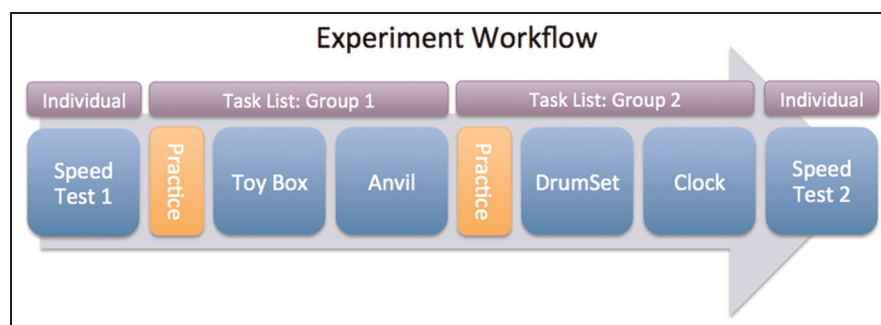 Experiment Workflow
Individual
Task List: Group 1
Task List: Group 2
Individual
Speed
Test 1
Practice
Toy Box
Anvil
Practice
DrumSet
Clock
Speed
Test 2